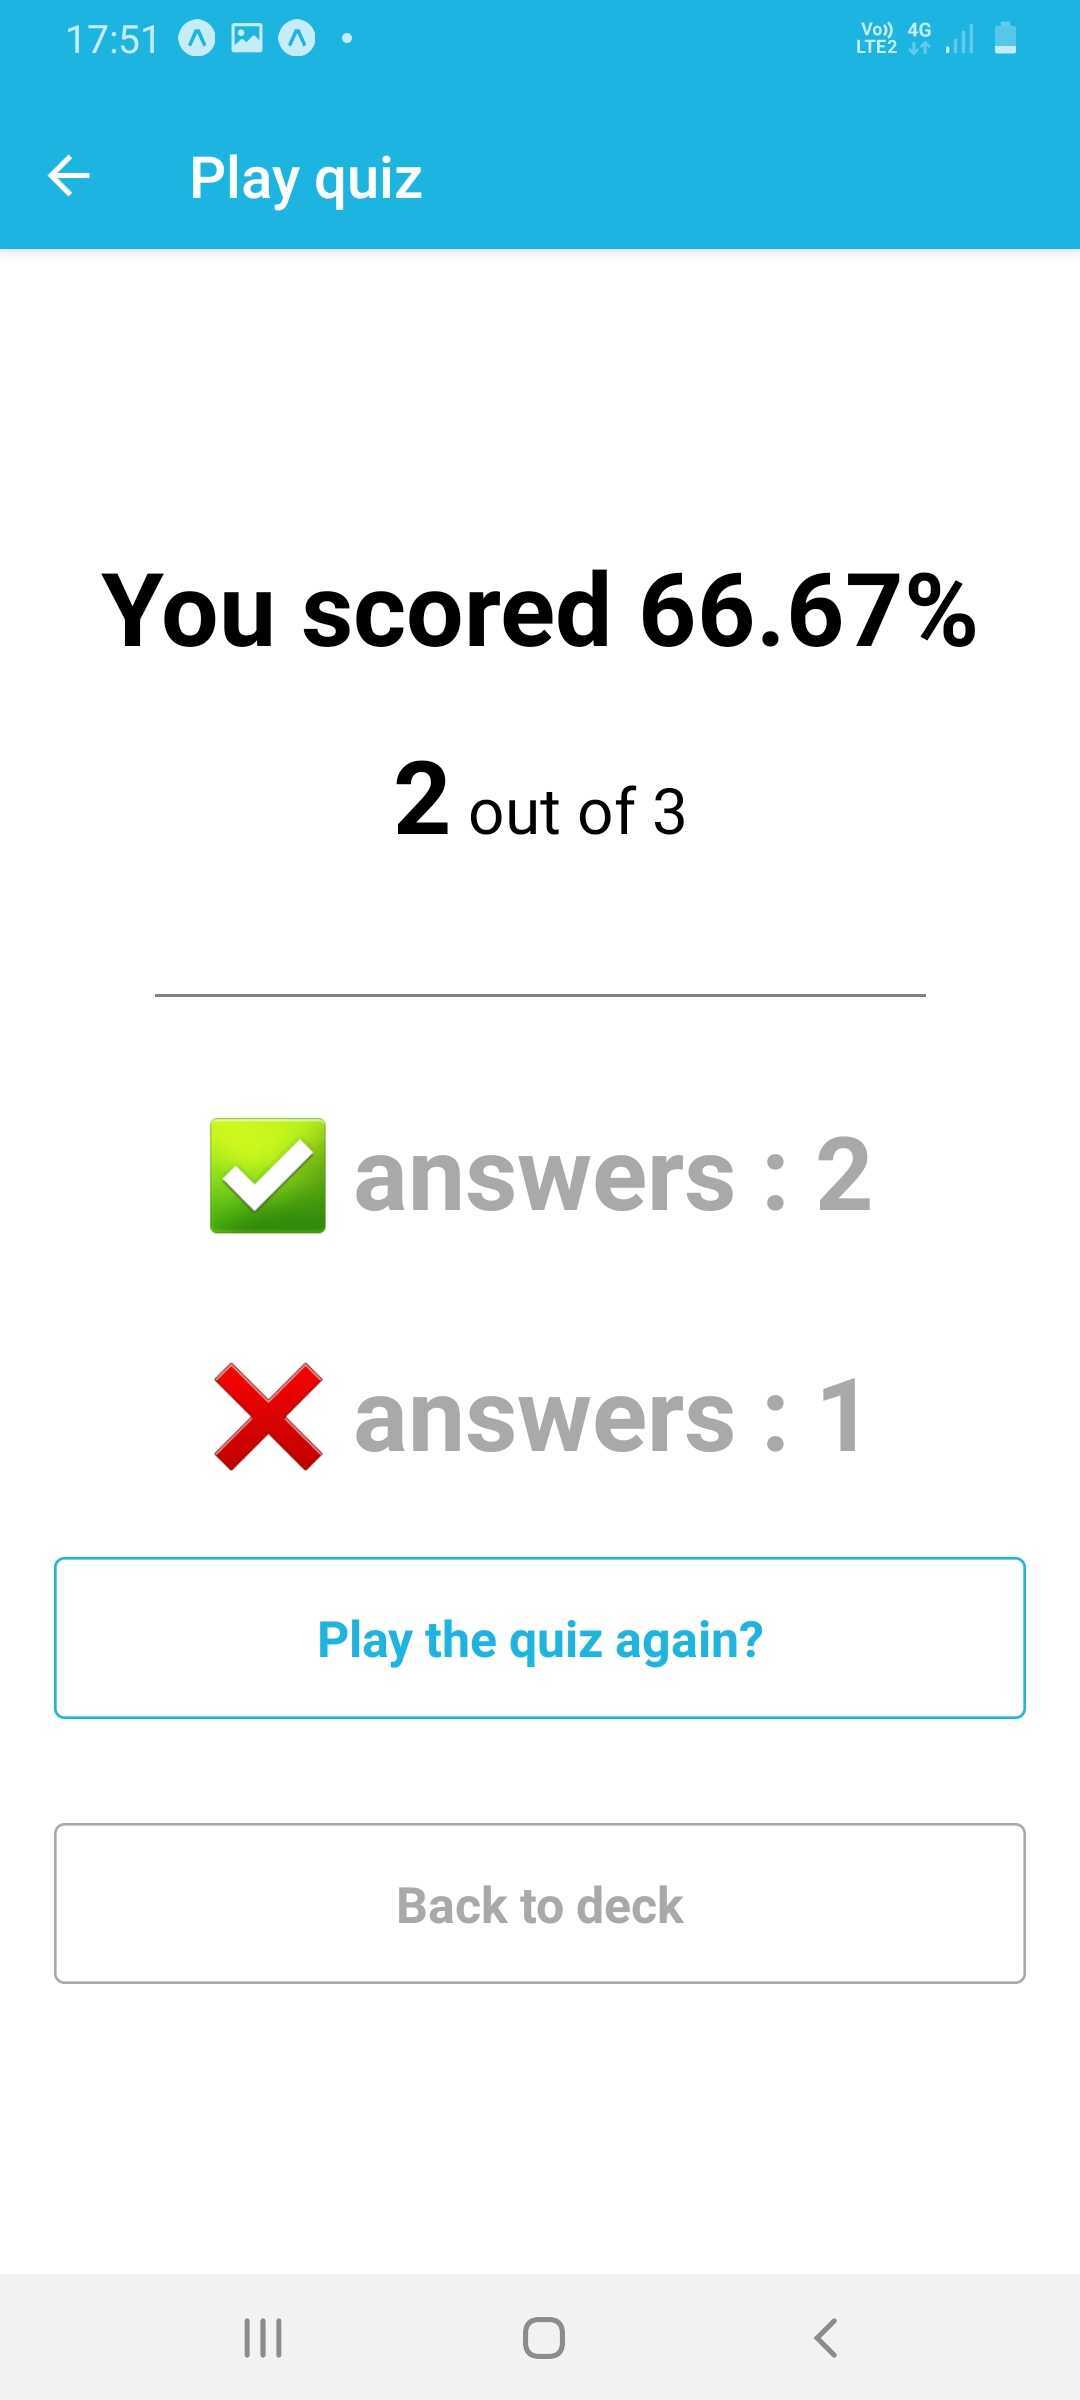 17:51
Vo)) 4G
LTE2
Play quiz
You scored 66.67%
2 out of 3
answers : 2
answers : 1
Play the quiz again?
Back to deck